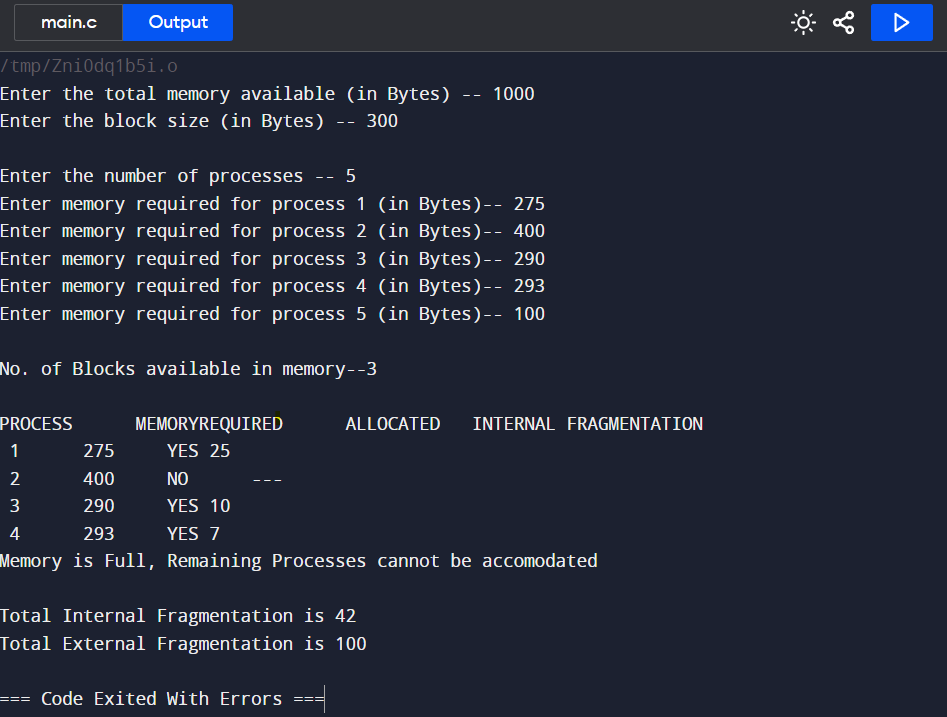 main.c Output
/tmp/Zni0dq1b5i.o
Enter the total memory available (in Bytes) -- 1000
Enter the block size (in Bytes) -- 300
Enter the number of processes -- 5
Enter memory required for process 1 (in Bytes)-- 275
Enter memory required for process 2 (in Bytes)-- 400
Enter memory required for process 3 (in Bytes)-- 290
Enter memory required for process 4 (in Bytes)-- 293
Enter memory required for process 5 (in Bytes)-- 100
No. of Blocks available in memory--3
PROCESS MEMORYREQUIRED ALLOCATED INTERNAL FRAGMENTATION
1 275 YES 25
2 400 NO ---
3 290 YES 10
4 293 YES 7
Memory is Full, Remaining Processes cannot be accomodated
Total Internal Fragmentation is 42
Total External Fragmentation is 100
=== Code Exited With Errors ===